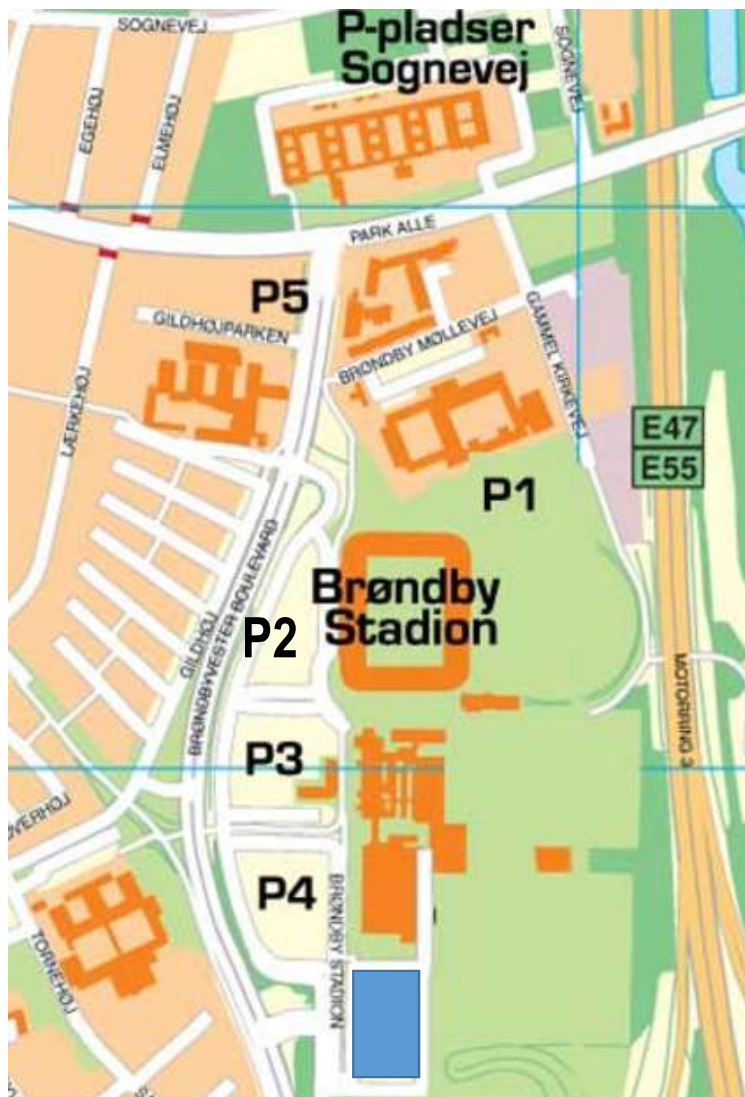 SOGNEVEJ
P-pladser
Sognevej
SOGNEVEJ
EGEHØJ
ELMEHØJ
PARK ALLE
P5
GILDHØJPARKEN
BRØNDBY MØLLEVEJ
GAMMEL KIRKEVEJ
LÆRKEHØJ
E47
E55
P1
Brøndby
Stadion
P2
GILDHØJ
BRØNDBYVESTER BOULEVARD
MOTORRING 3
P3
OVERHØJ
P4
BRØNDBY STADION
TORNEHØJ